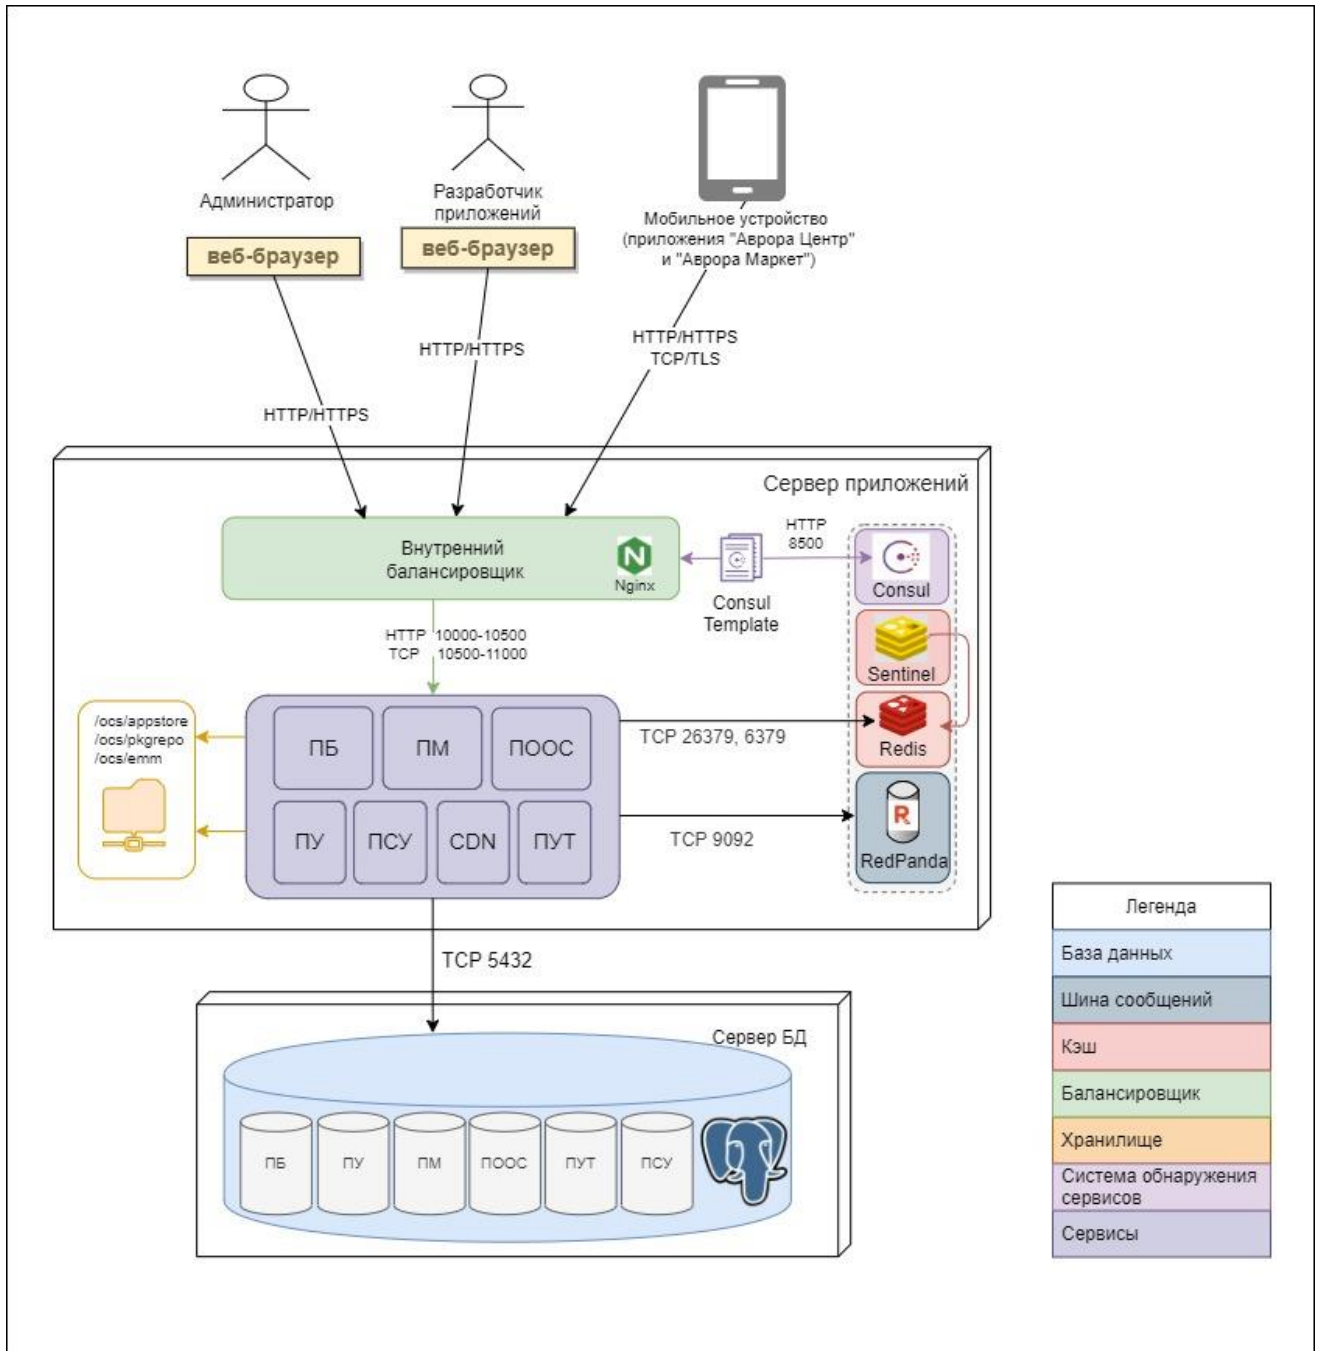 Администратор
веб-браузер
Разработчик
приложений
веб-браузер
Мобильное устройство
(приложения "Аврора Центр"
и "Аврора Маркет")
HTTP/HTTPS
HTTP/HTTPS
HTTP/HTTPS
TCP/TLS
Сервер приложений
Внутренний
балансировщик
Nginx
Consul
Template
HTTP
8500
Consul
Sentinel
Redis
RedPanda
HTTP 10000-10500
TCP 10500-11000
/ocs/appstore
/ocs/pkgrepo
/ocs/emm
ПБ
ПМ
ПООС
ПУ
ПСУ
CDN
ПУТ
TCP 26379, 6379
TCP 9092
R
TCP 5432
Сервер БД
ПБ
ПУ
ПМ
ПООС
ПУТ
ПСУ
Легенда
База данных
Шина сообщений
Кэш
Балансировщик
Хранилище
Система обнаружения
сервисов
Сервисы